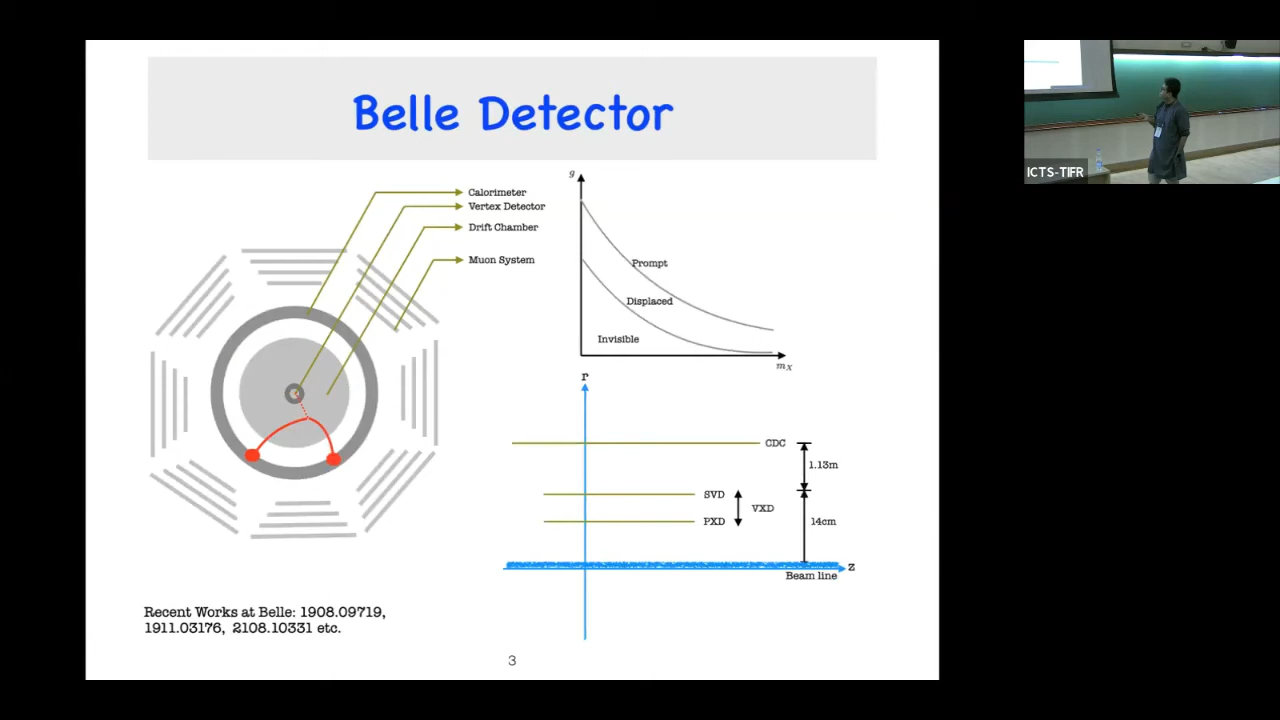 Belle Detector
Calorimeter
Vertex Detector
Drift Chamber
Muon System
g
Prompt
Displaced
Invisible
m_X
r
CDC
1.13m
SVD
VXD
PXD
14cm
z
Beam line
Recent Works at Belle: 1908.09719,
1911.03176, 2108.10331 etc.
3
ICTS-TIFR